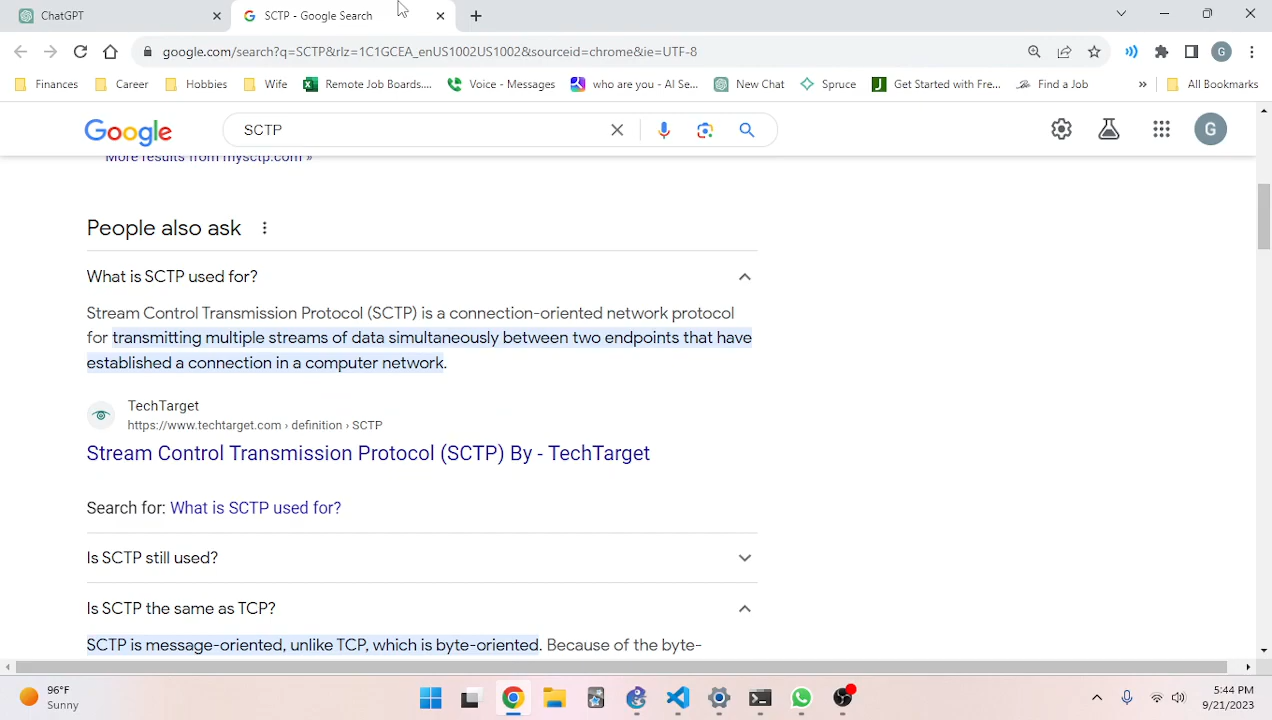 ChatGPT
SCTP - Google Search
google.com/search?q=SCTP&rlz=1C1GCEA_enUS1002US1002&sourceid=chrome&ie=UTF-8
G
Finances Career Hobbies Wife Remote Job Boards.... Voice - Messages who are you - AI Se... New Chat Spruce Get Started with Fre... Find a Job » All Bookmarks
Google
SCTP
G
More results from mysctp.com »
People also ask
What is SCTP used for?
Stream Control Transmission Protocol (SCTP) is a connection-oriented network protocol
for transmitting multiple streams of data simultaneously between two endpoints that have
established a connection in a computer network.
TechTarget
https://www.techtarget.com › definition › SCTP
Stream Control Transmission Protocol (SCTP) By - TechTarget
Search for: What is SCTP used for?
Is SCTP still used?
Is SCTP the same as TCP?
SCTP is message-oriented, unlike TCP, which is byte-oriented. Because of the byte-
96°F
Sunny
5:44 PM
9/21/2023